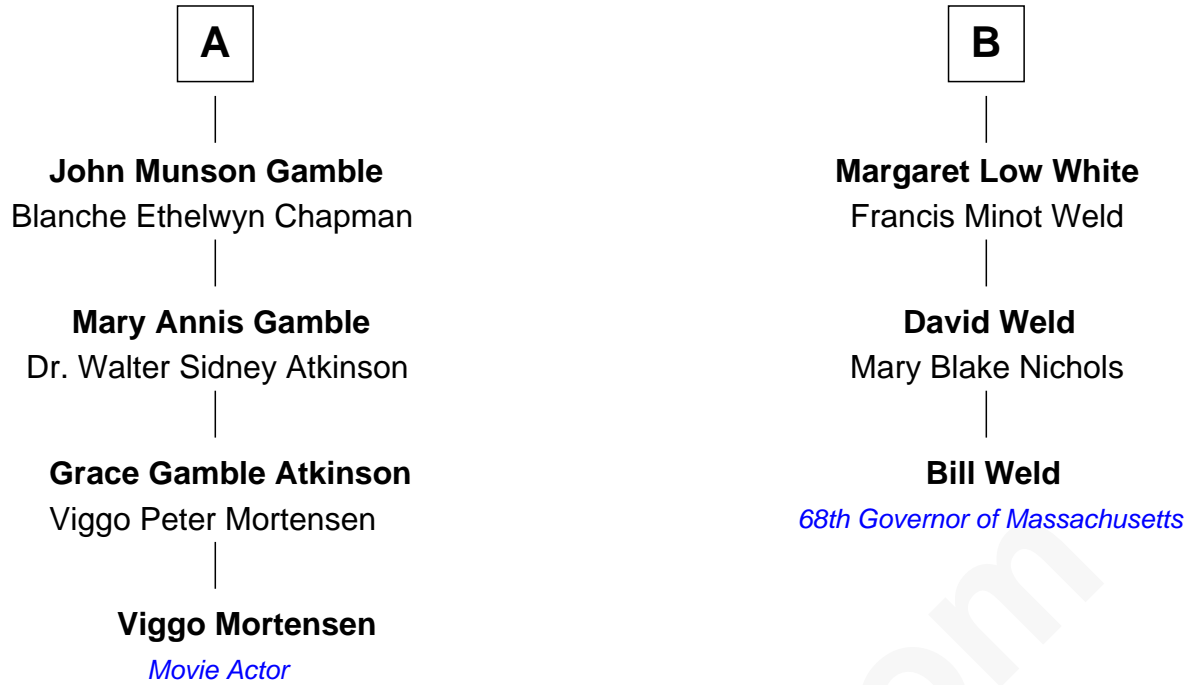 A
John Munson Gamble
Blanche Ethelwyn Chapman
Mary Annis Gamble
Dr. Walter Sidney Atkinson
Grace Gamble Atkinson
Viggo Peter Mortensen
Viggo Mortensen
Movie Actor
B
Margaret Low White
Francis Minot Weld
David Weld
Mary Blake Nichols
Bill Weld
68th Governor of Massachusetts
om